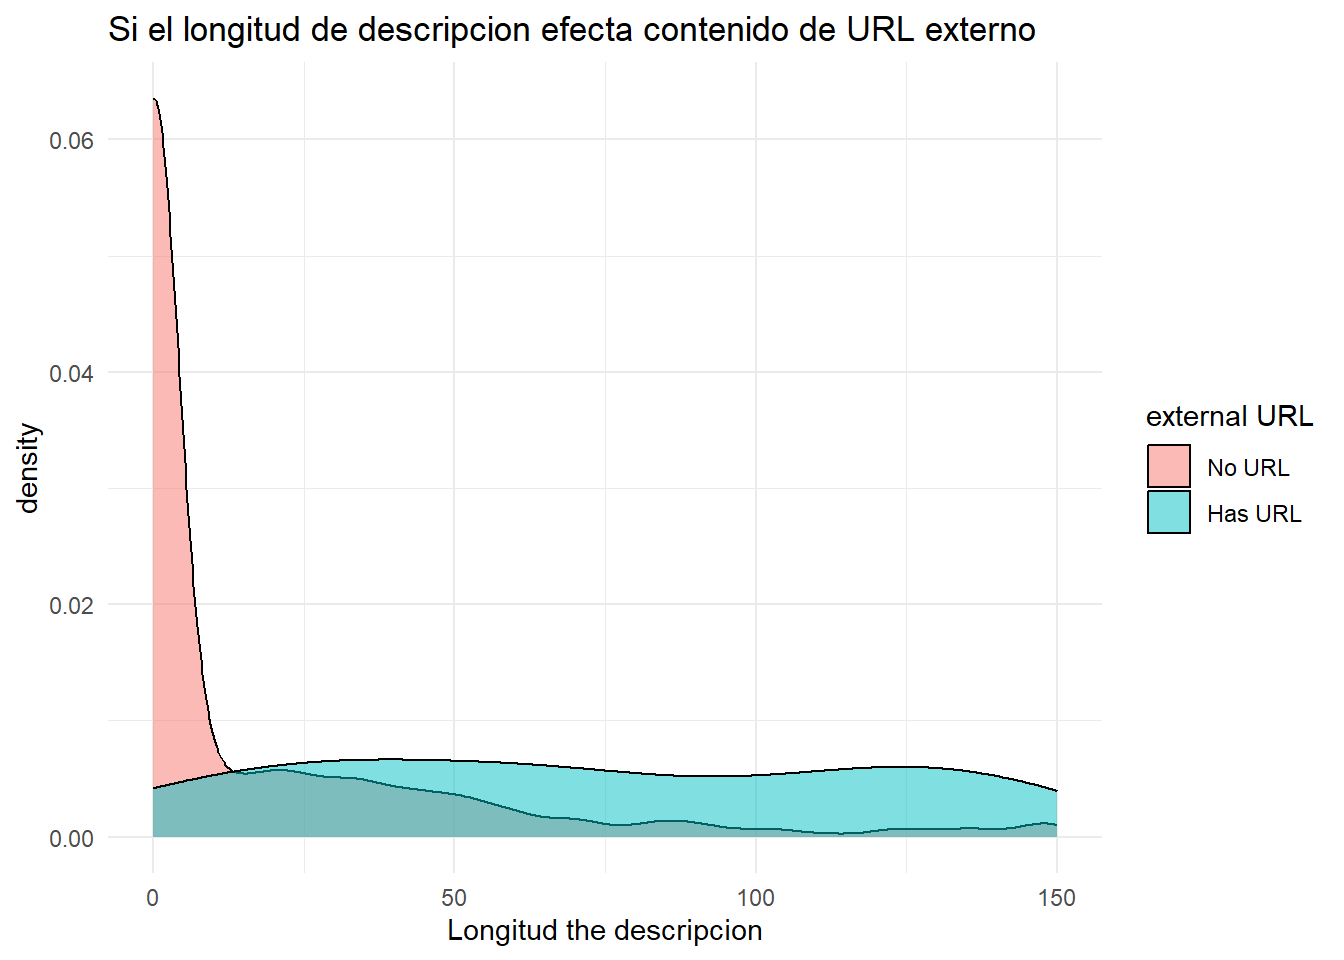 Si el longitud de descripcion efecta contenido de URL externo
0.06
0.04
0.02
0.00
density
0
50
100
150
Longitud the descripcion
external URL
No URL
Has URL